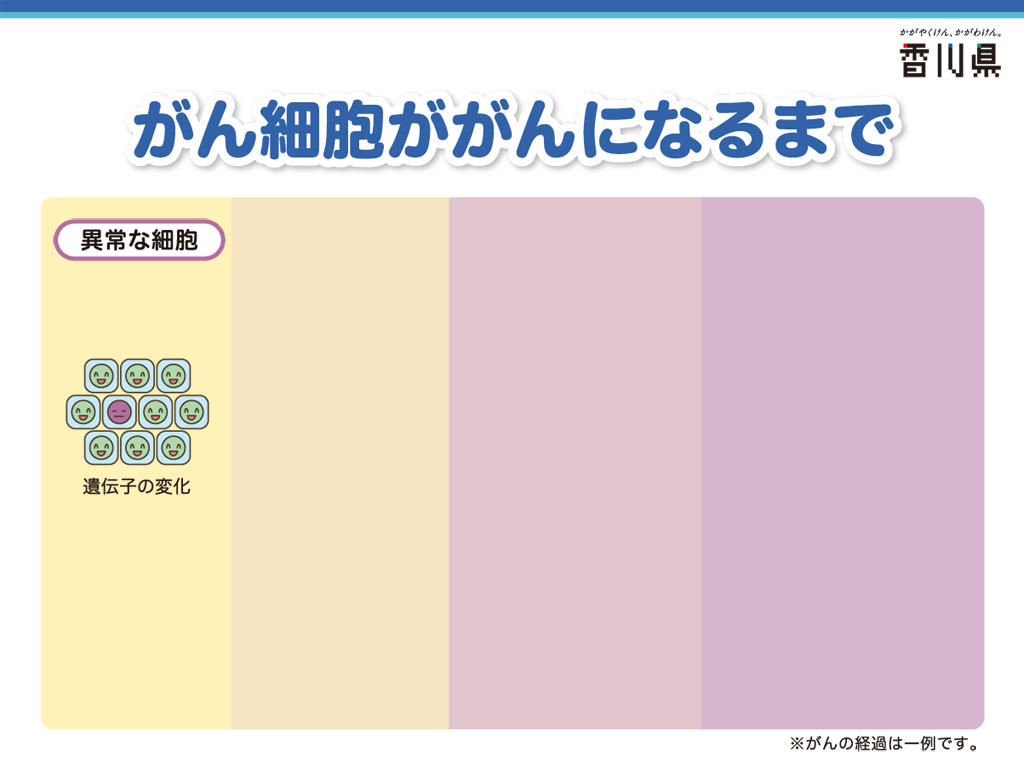 かがやくけん、かがわけん。
香川県
がん細胞ががんになるまで
異常な細胞
遺伝子の変化
※がんの経過は一例です。